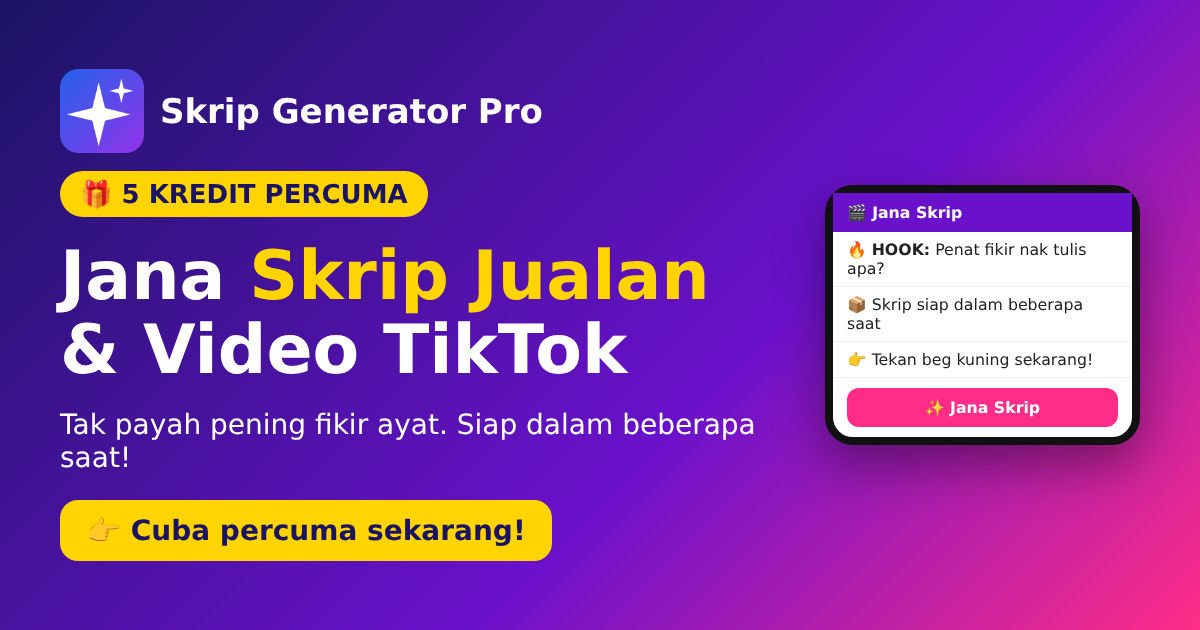 Skrip Generator Pro
🎁 5 KREDIT PERCUMA
Jana Skrip Jualan
& Video TikTok
Tak payah pening fikir ayat. Siap dalam beberapa
saat!
👉 Cuba percuma sekarang!
🎬 Jana Skrip
🔥 HOOK: Penat fikir nak tulis
apa?
📦 Skrip siap dalam beberapa
saat
👉 Tekan beg kuning sekarang!
✨ Jana Skrip